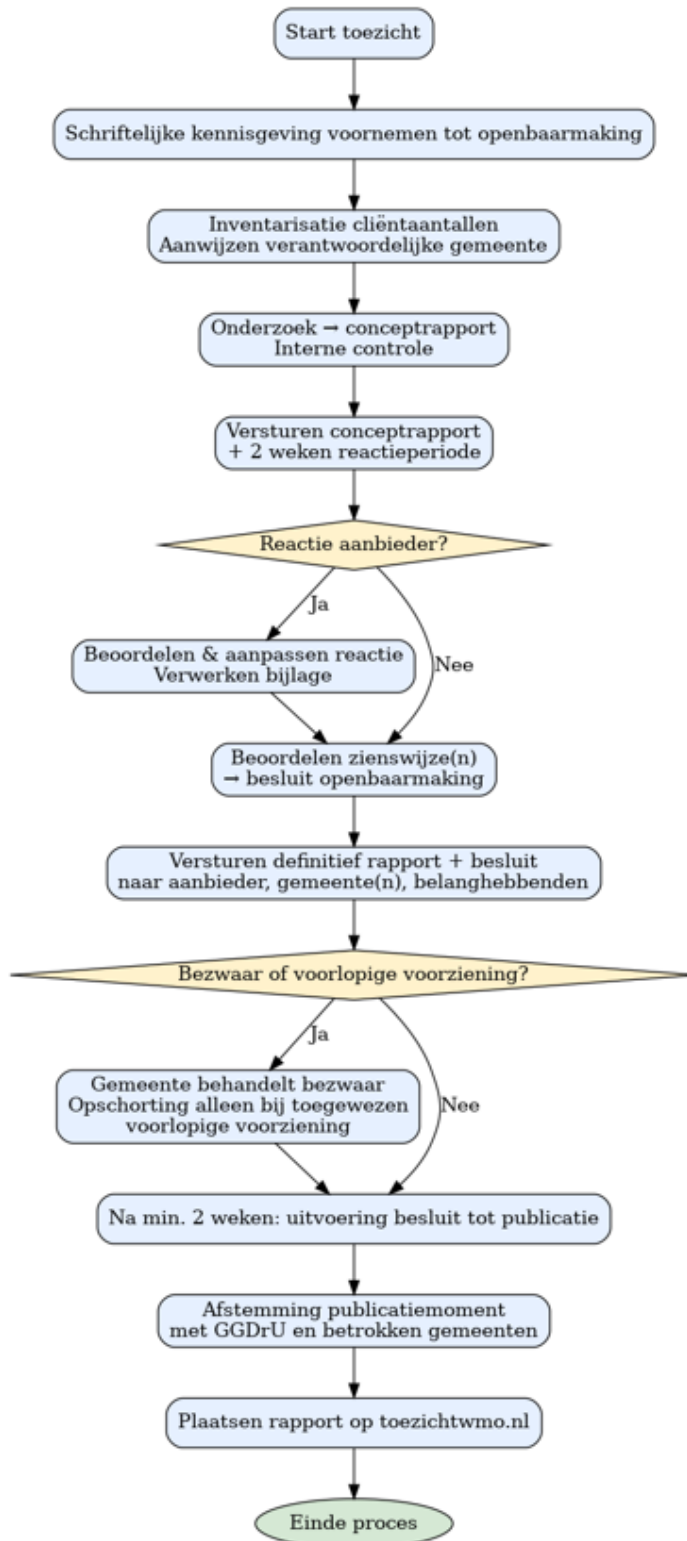 Start toezicht
Schriftelijke kennisgeving voornemen tot openbaarmaking
Inventarisatie cliëntaantallen
Aanwijzen verantwoordelijke gemeente
Onderzoek → conceptrapport
Interne controle
Versturen conceptrapport
+ 2 weken reactieperiode
Reactie aanbieder?
Ja
Beoordelen & aanpassen reactie
Verwerken bijlage
Nee
Beoordelen zienswijze(n)
→ besluit openbaarmaking
Versturen definitief rapport + besluit
naar aanbieder, gemeente(n), belanghebbenden
Bezwaar of voorlopige voorziening?
Ja
Gemeente behandelt bezwaar
Opschorting alleen bij toegewezen
voorlopige voorziening
Nee
Na min. 2 weken: uitvoering besluit tot publicatie
Afstemming publicatiemoment
met GGDrU en betrokken gemeenten
Plaatsen rapport op toezichtwmo.nl
Einde proces